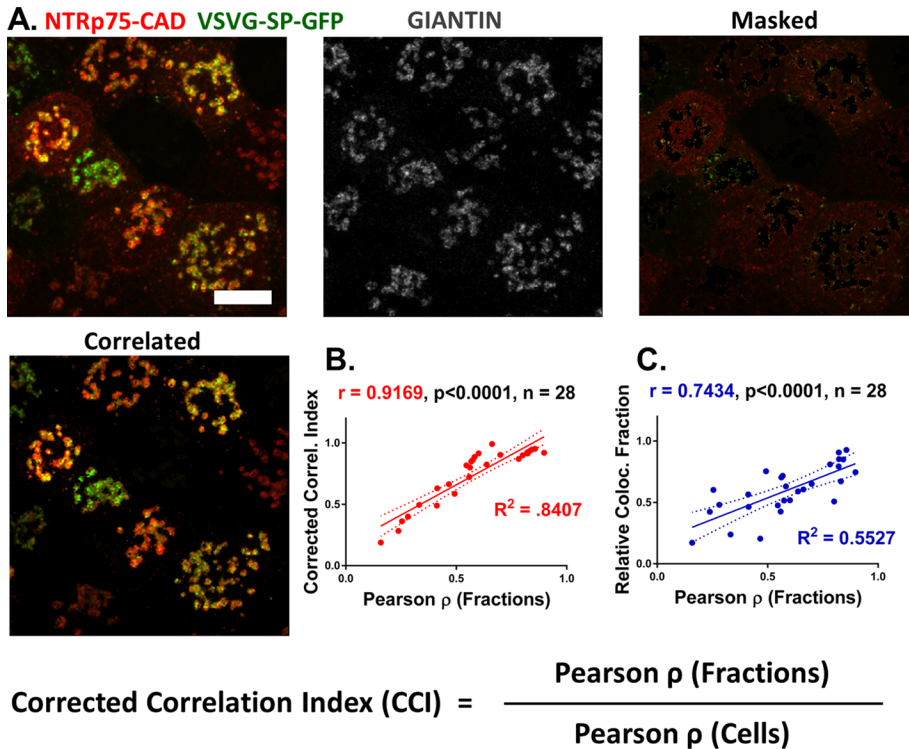 A. NTRp75-CAD VSVG-SP-GFP
GIANTIN
Masked
Correlated
B.
r = 0.9169, p<0.0001, n = 28
Corrected Correl. Index
1.0
0.5
0.0
R² = .8407
0.0 0.5 1.0
Pearson ρ (Fractions)
C.
r = 0.7434, p<0.0001, n = 28
Relative Coloc. Fraction
1.0
0.5
0.0
R² = 0.5527
0.0 0.5 1.0
Pearson ρ (Fractions)
Corrected Correlation Index (CCI) =
Pearson ρ (Fractions)
Pearson ρ (Cells)